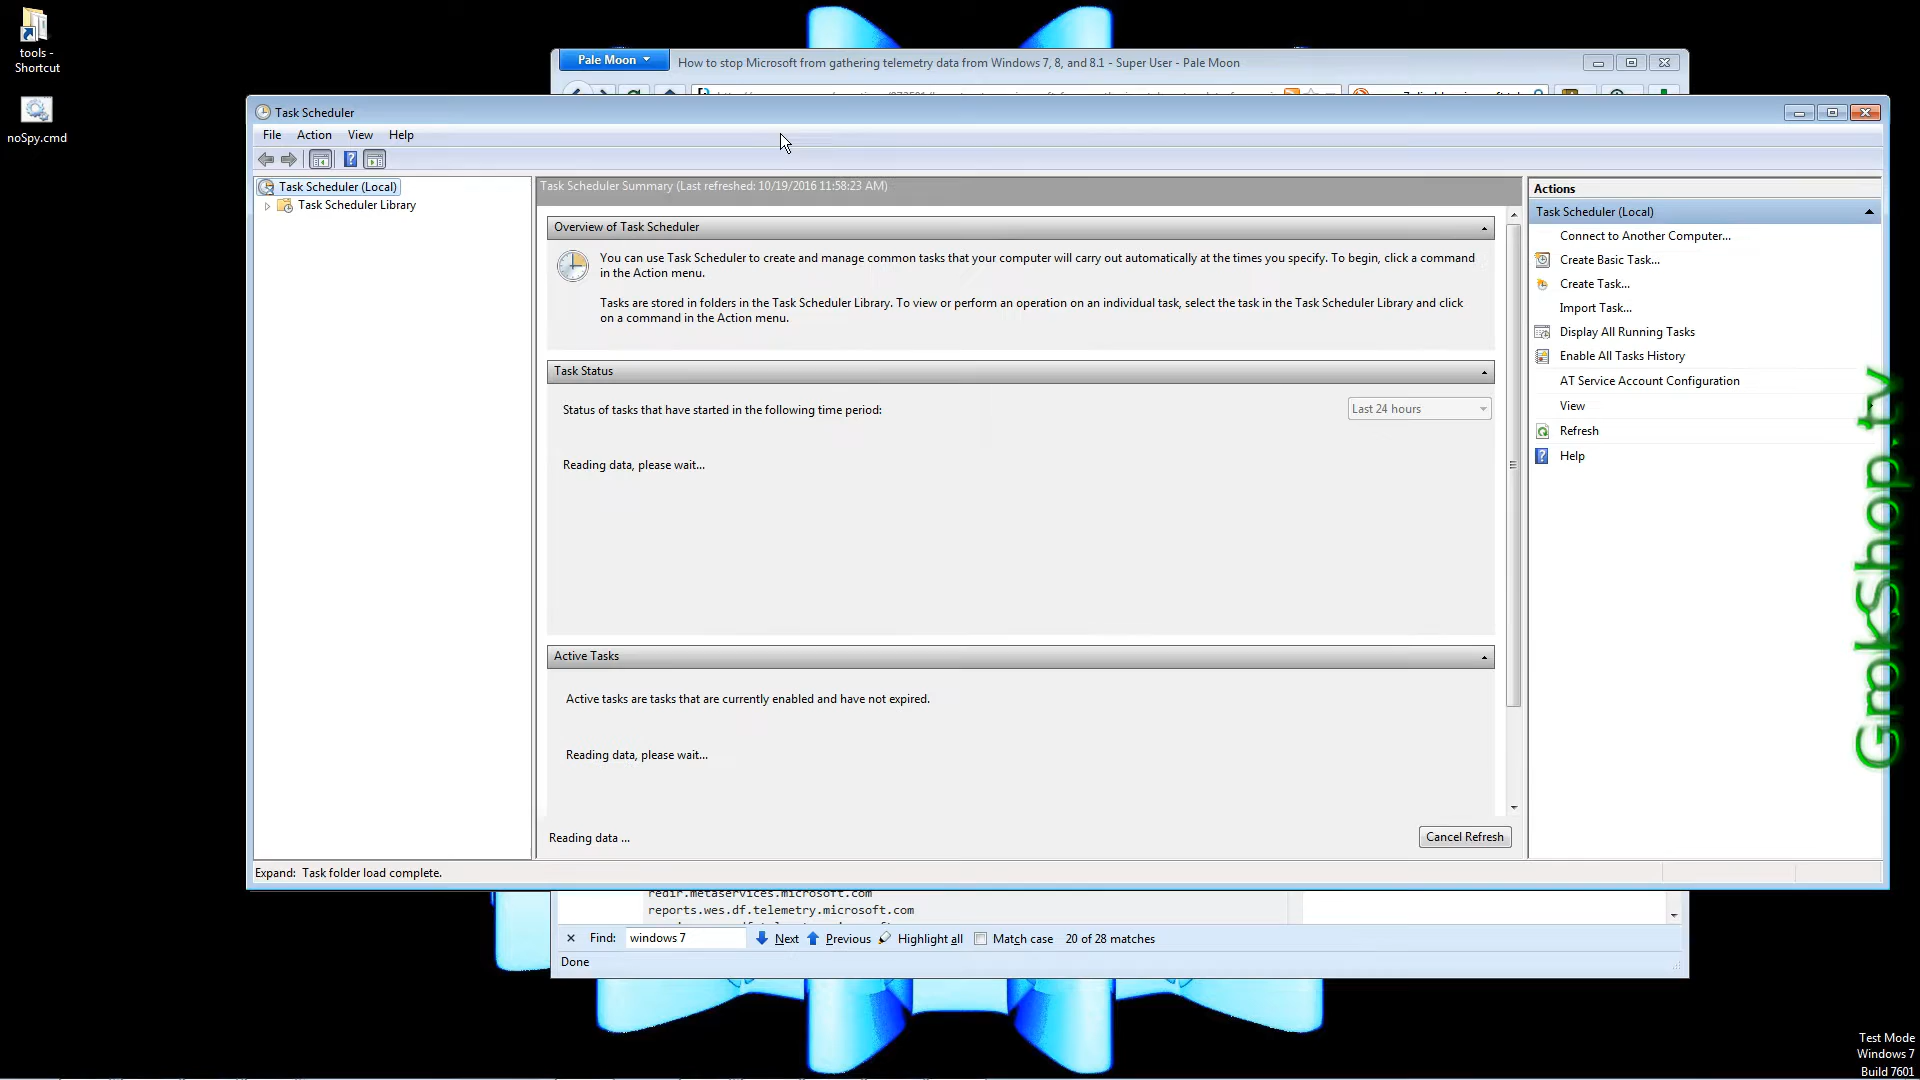 tools -
Shortcut
noSpy.cmd
Pale Moon
How to stop Microsoft from gathering telemetry data from Windows 7, 8, and 8.1 - Super User - Pale Moon
Task Scheduler
File Action View Help
Task Scheduler (Local)
Task Scheduler Library
Task Scheduler Summary (Last refreshed: 10/19/2016 11:58:23 AM)
Overview of Task Scheduler
You can use Task Scheduler to create and manage common tasks that your computer will carry out automatically at the times you specify. To begin, click a command
in the Action menu.
Tasks are stored in folders in the Task Scheduler Library. To view or perform an operation on an individual task, select the task in the Task Scheduler Library and click
on a command in the Action menu.
Task Status
Status of tasks that have started in the following time period:
Last 24 hours
Reading data, please wait...
Active Tasks
Active tasks are tasks that are currently enabled and have not expired.
Reading data, please wait...
Reading data ...
Cancel Refresh
Actions
Task Scheduler (Local)
Connect to Another Computer...
Create Basic Task...
Create Task...
Import Task...
Display All Running Tasks
Enable All Tasks History
AT Service Account Configuration
View
Refresh
Help
GrokShop.tv
Expand: Task folder load complete.
redir.metaservices.microsoft.com
reports.wes.df.telemetry.microsoft.com
Find: windows 7 Next Previous Highlight all Match case 20 of 28 matches
Done
Test Mode
Windows 7
Build 7601